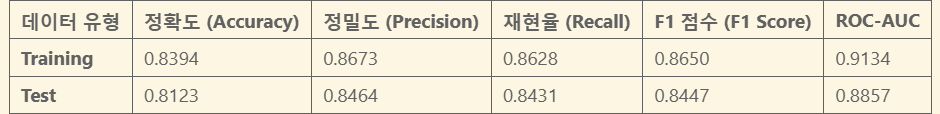 데이터 유형 정확도 (Accuracy) 정밀도 (Precision) 재현율 (Recall) F1 점수 (F1 Score) ROC-AUC
Training 0.8394 0.8673 0.8628 0.8650 0.9134
Test 0.8123 0.8464 0.8431 0.8447 0.8857